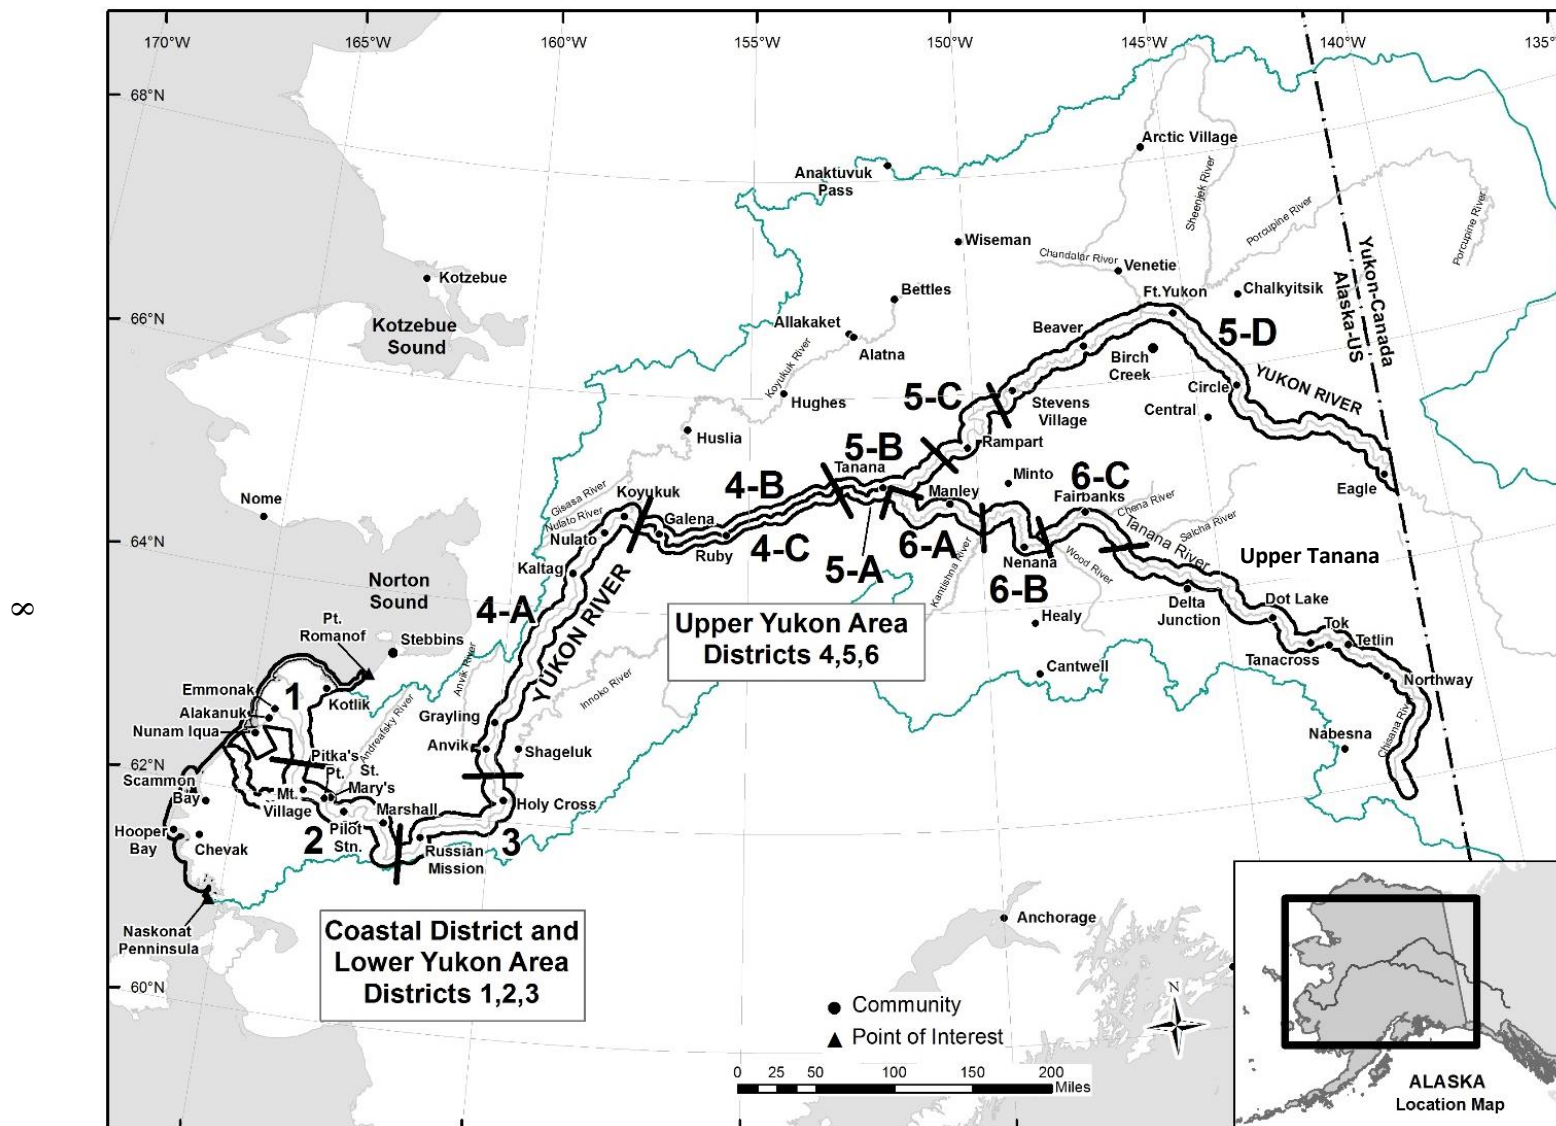 170°W
165°W
160°W
155°W
150°W
145°W
140°W
135°
68°N
66°N
64°N
62°N
60°N
8
Arctic Village
Anaktuvuk
Pass
Sheenjek River
Porcupine River
Porcupine River
Wiseman
Chandalar River
Venetie
Yukon-Canada
Alaska-US
Kotzebue
Kotzebue
Sound
Bettles
Ft.Yukon
Chalkyitsik
Allakaket
Alatna
Beaver
5-D
Birch
Creek
Circle
YUKON RIVER
Koyukuk River
Hughes
5-C
Stevens
Village
Central
Huslia
Rampart
5-B
Tanana
Minto
6-C
Fairbanks
Eagle
Nome
Gisasa River
Koyukuk
4-B
Manley
Chena River
Nulato River
Galena
Nulato
Ruby
4-C
5-A
6-A
Tanana River
Salcha River
Upper Tanana
Kaltag
Kantishna River
Nenana
Wood River
6-B
Norton
Sound
4-A
YUKON RIVER
Delta
Junction
Dot Lake
Healy
Upper Yukon Area
Districts 4,5,6
Tok
Tetlin
Tanacross
Pt.
Romanof
Stebbins
Cantwell
Northway
Anvik River
Innoko River
Emmonak
1
Kotlik
Alakanuk
Andreafsky River
Grayling
Nunam Iqua
Anvik
Shageluk
Nabesna
Chisana River
Pitka's
Pt.
St.
Mary's
Scammon
Bay
Mt.
Village
Marshall
Holy Cross
Hooper
Bay
Chevak
2
Pilot
Stn.
3
Russian
Mission
Naskonat
Penninsula
Coastal District and
Lower Yukon Area
Districts 1,2,3
Anchorage
N
Community
Point of Interest
0 25 50 100 150 200
Miles
ALASKA
Location Map